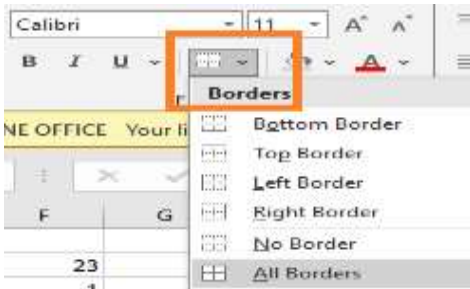 Calibri 11 A^ A^
B I U A
Borders
NE OFFICE Your li
Bottom Border
Top Border
Left Border
Right Border
No Border
All Borders
F G
23
1